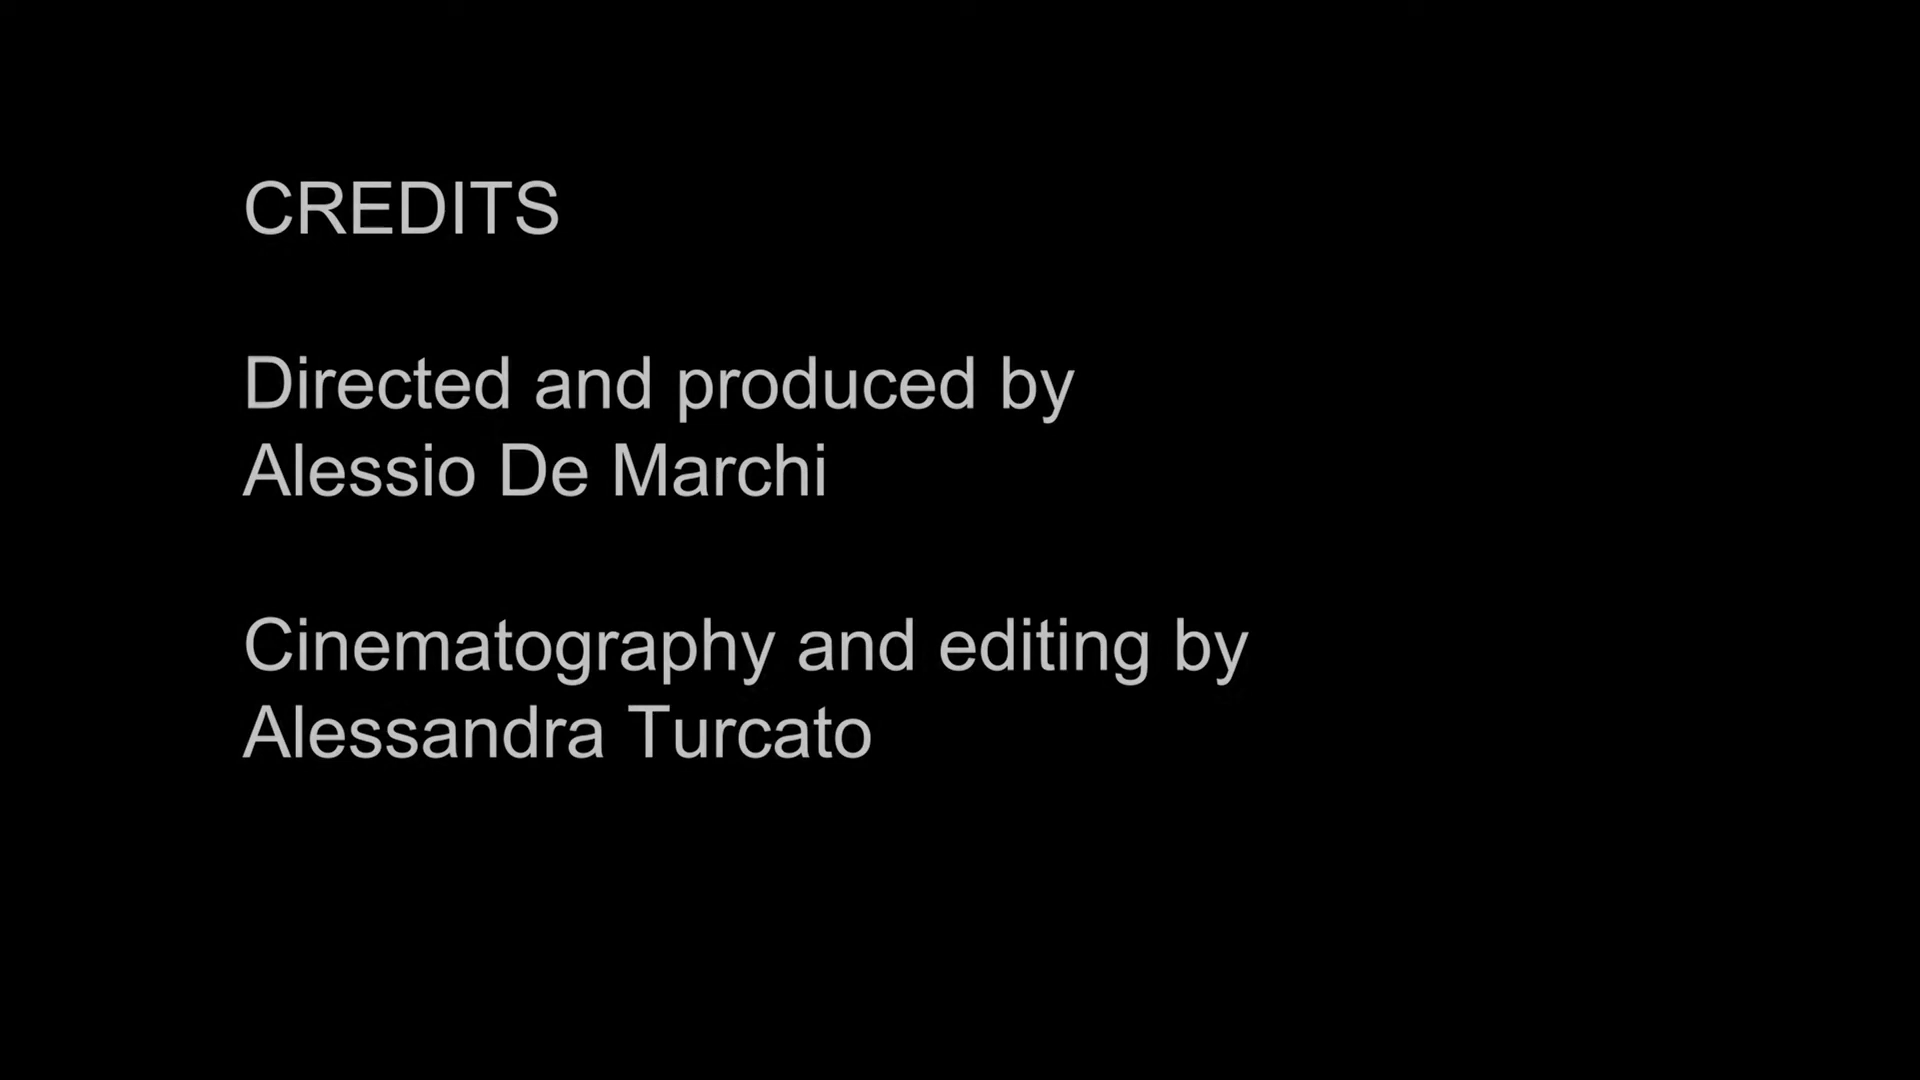 CREDITS
Directed and produced by
Alessio De Marchi
Cinematography and editing by
Alessandra Turcato